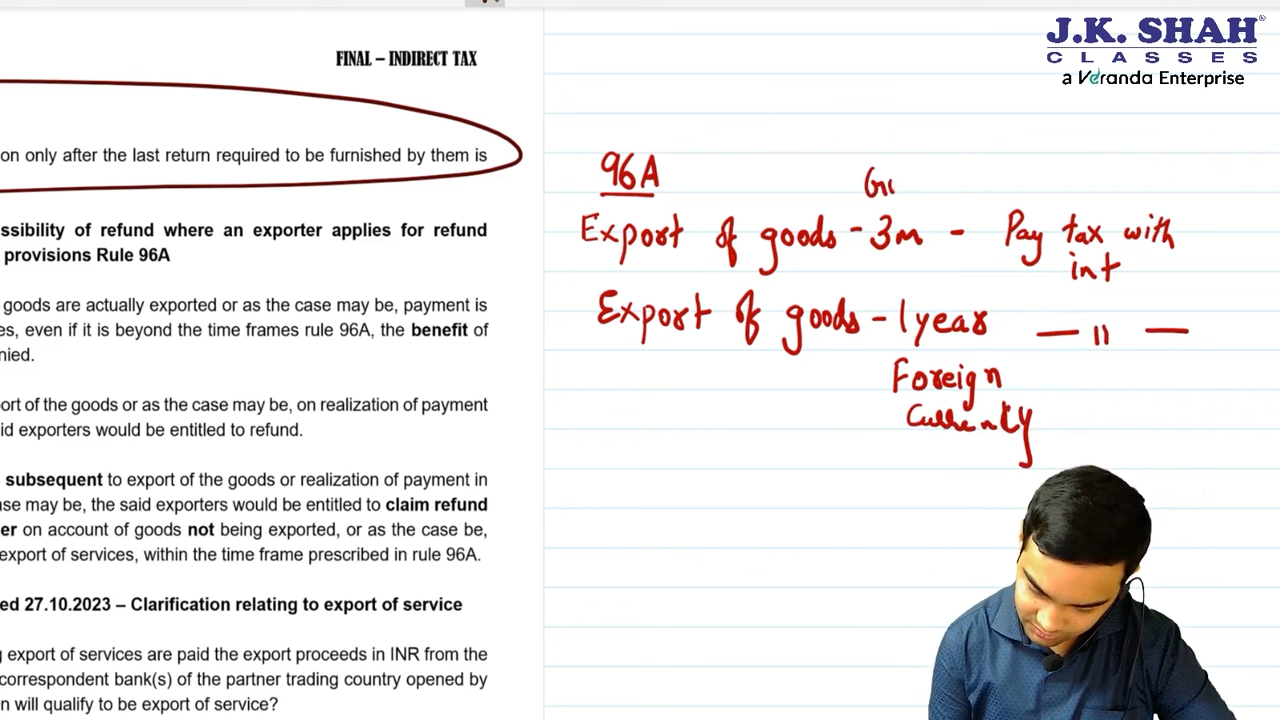 FINAL – INDIRECT TAX
on only after the last return required to be furnished by them is
ssibility of refund where an exporter applies for refund
provisions Rule 96A
goods are actually exported or as the case may be, payment is
es, even if it is beyond the time frames rule 96A, the benefit of
nied.
ort of the goods or as the case may be, on realization of payment
id exporters would be entitled to refund.
subsequent to export of the goods or realization of payment in
ase may be, the said exporters would be entitled to claim refund
er on account of goods not being exported, or as the case be,
export of services, within the time frame prescribed in rule 96A.
ed 27.10.2023 – Clarification relating to export of service
g export of services are paid the export proceeds in INR from the
correspondent bank(s) of the partner trading country opened by
n will qualify to be export of service?
J.K. SHAH®
CLASSES
a Veranda Enterprise
96A
Export of goods - 3m - Pay tax with
int
Export of goods - 1 year — 11 —
Foreign
Currency